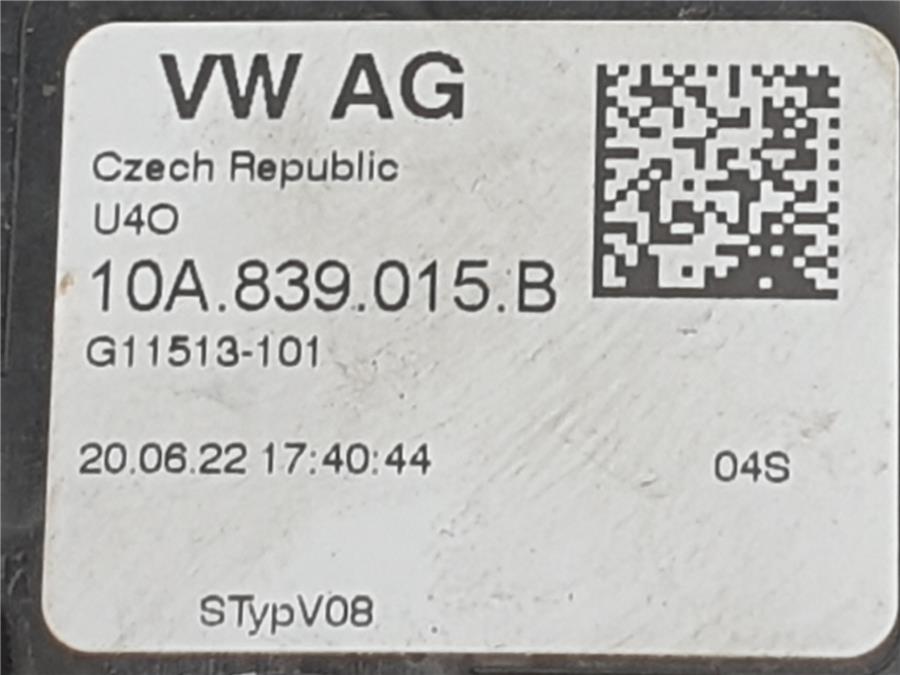 VW AG
Czech Republic
U4O
10A.839.015.B
G11513-101
20.06.22 17:40:44
04S
STypV08